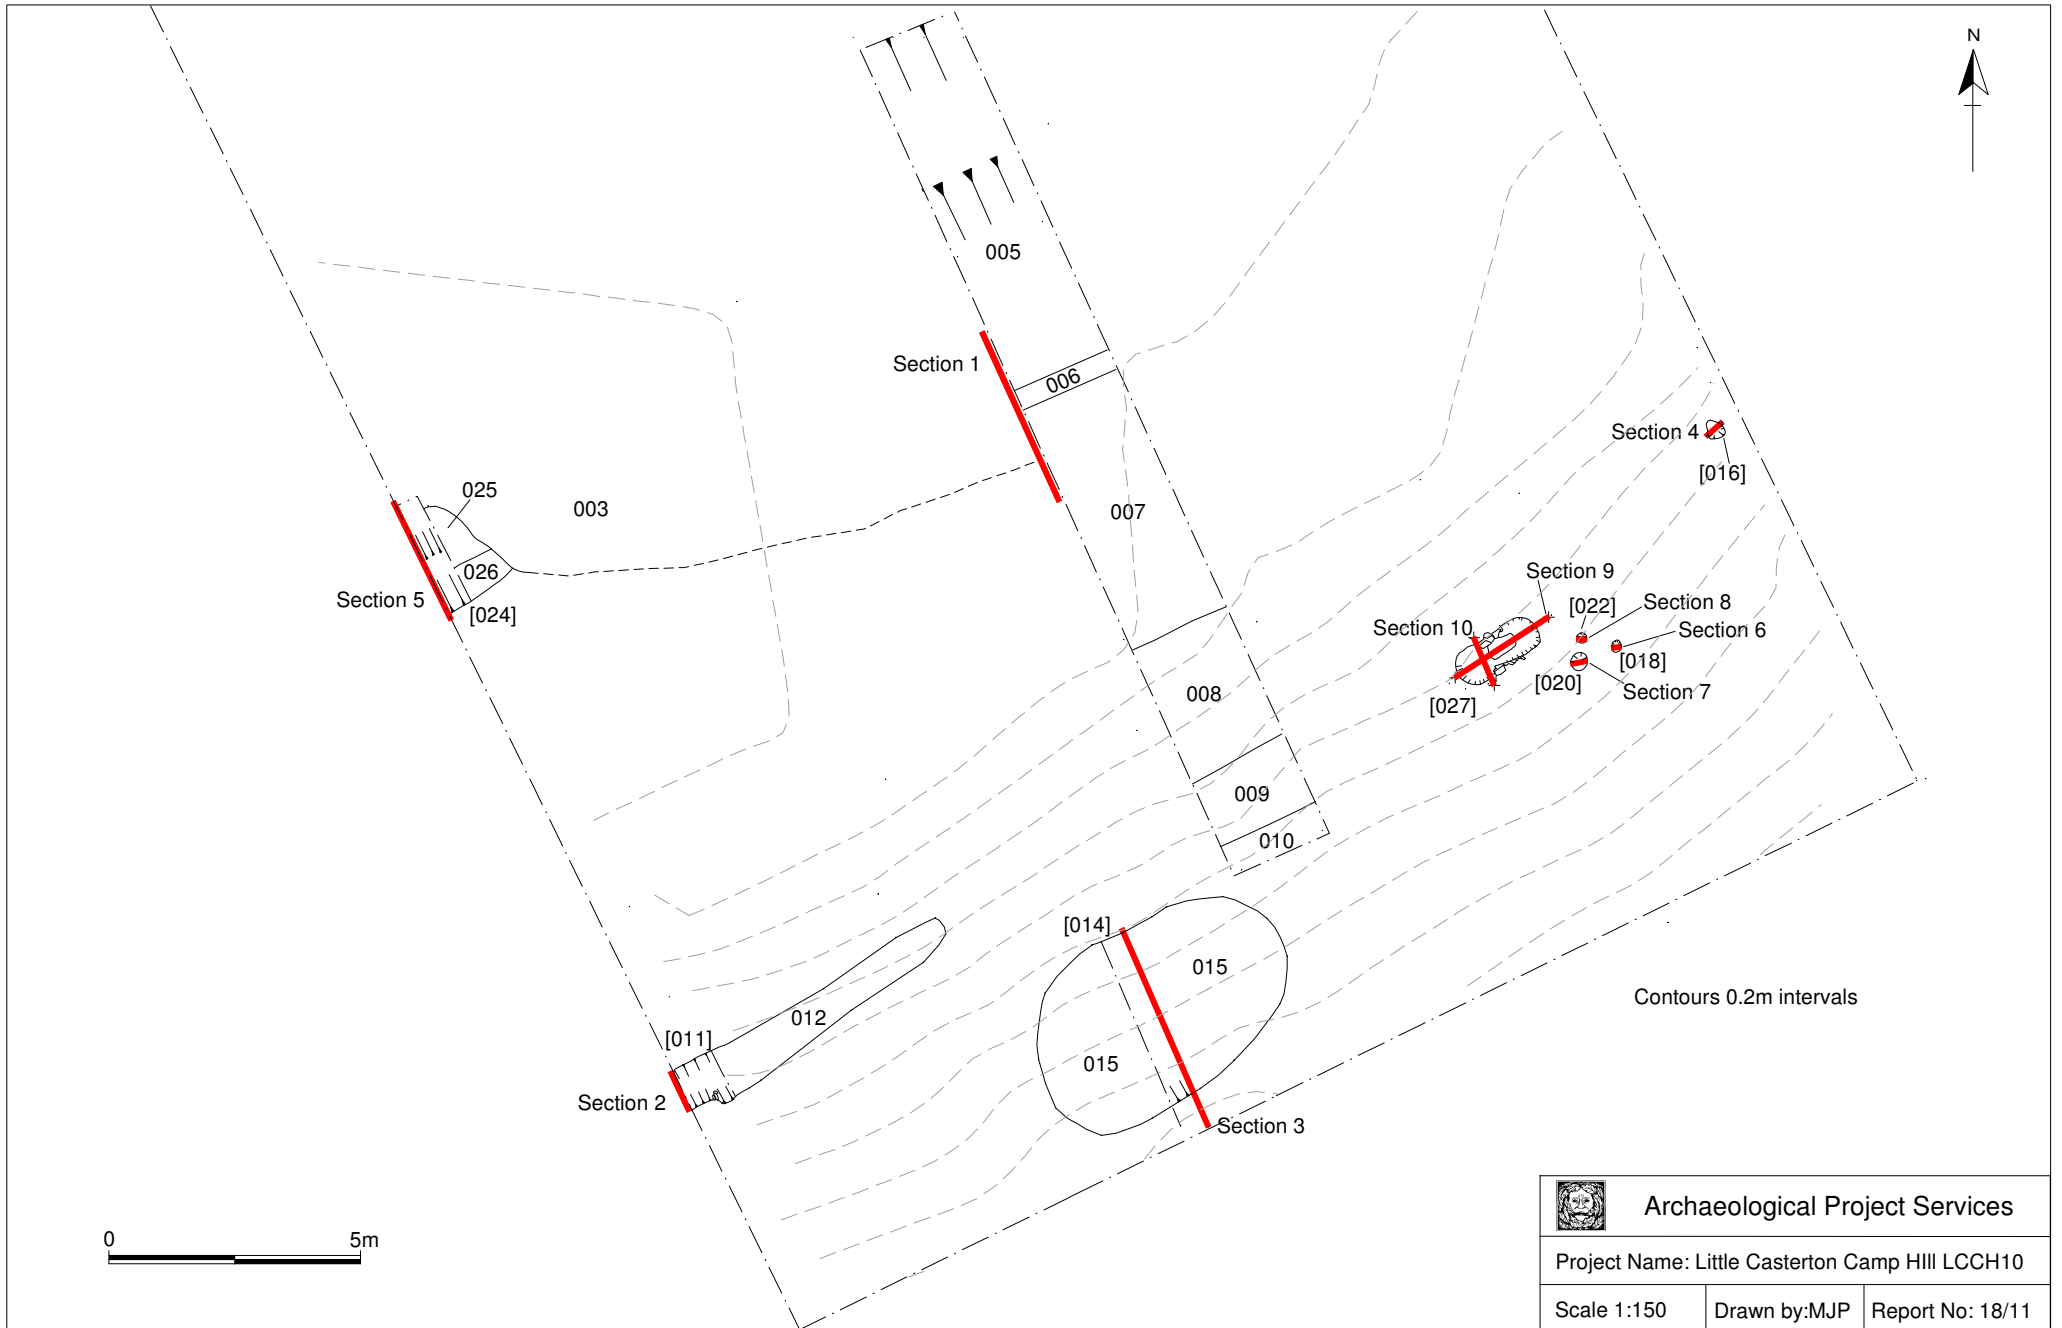 N
005
Section 1
006
Section 4
[016]
025
003
007
026
Section 5
[024]
Section 9
[022]
Section 8
Section 10
Section 6
[018]
[020]
Section 7
[027]
008
009
010
[014]
015
Contours 0.2m intervals
012
[011]
015
Section 2
Section 3
0
5m
Archaeological Project Services
Project Name: Little Casterton Camp HIll LCCH10
Scale 1:150
Drawn by:MJP
Report No: 18/11